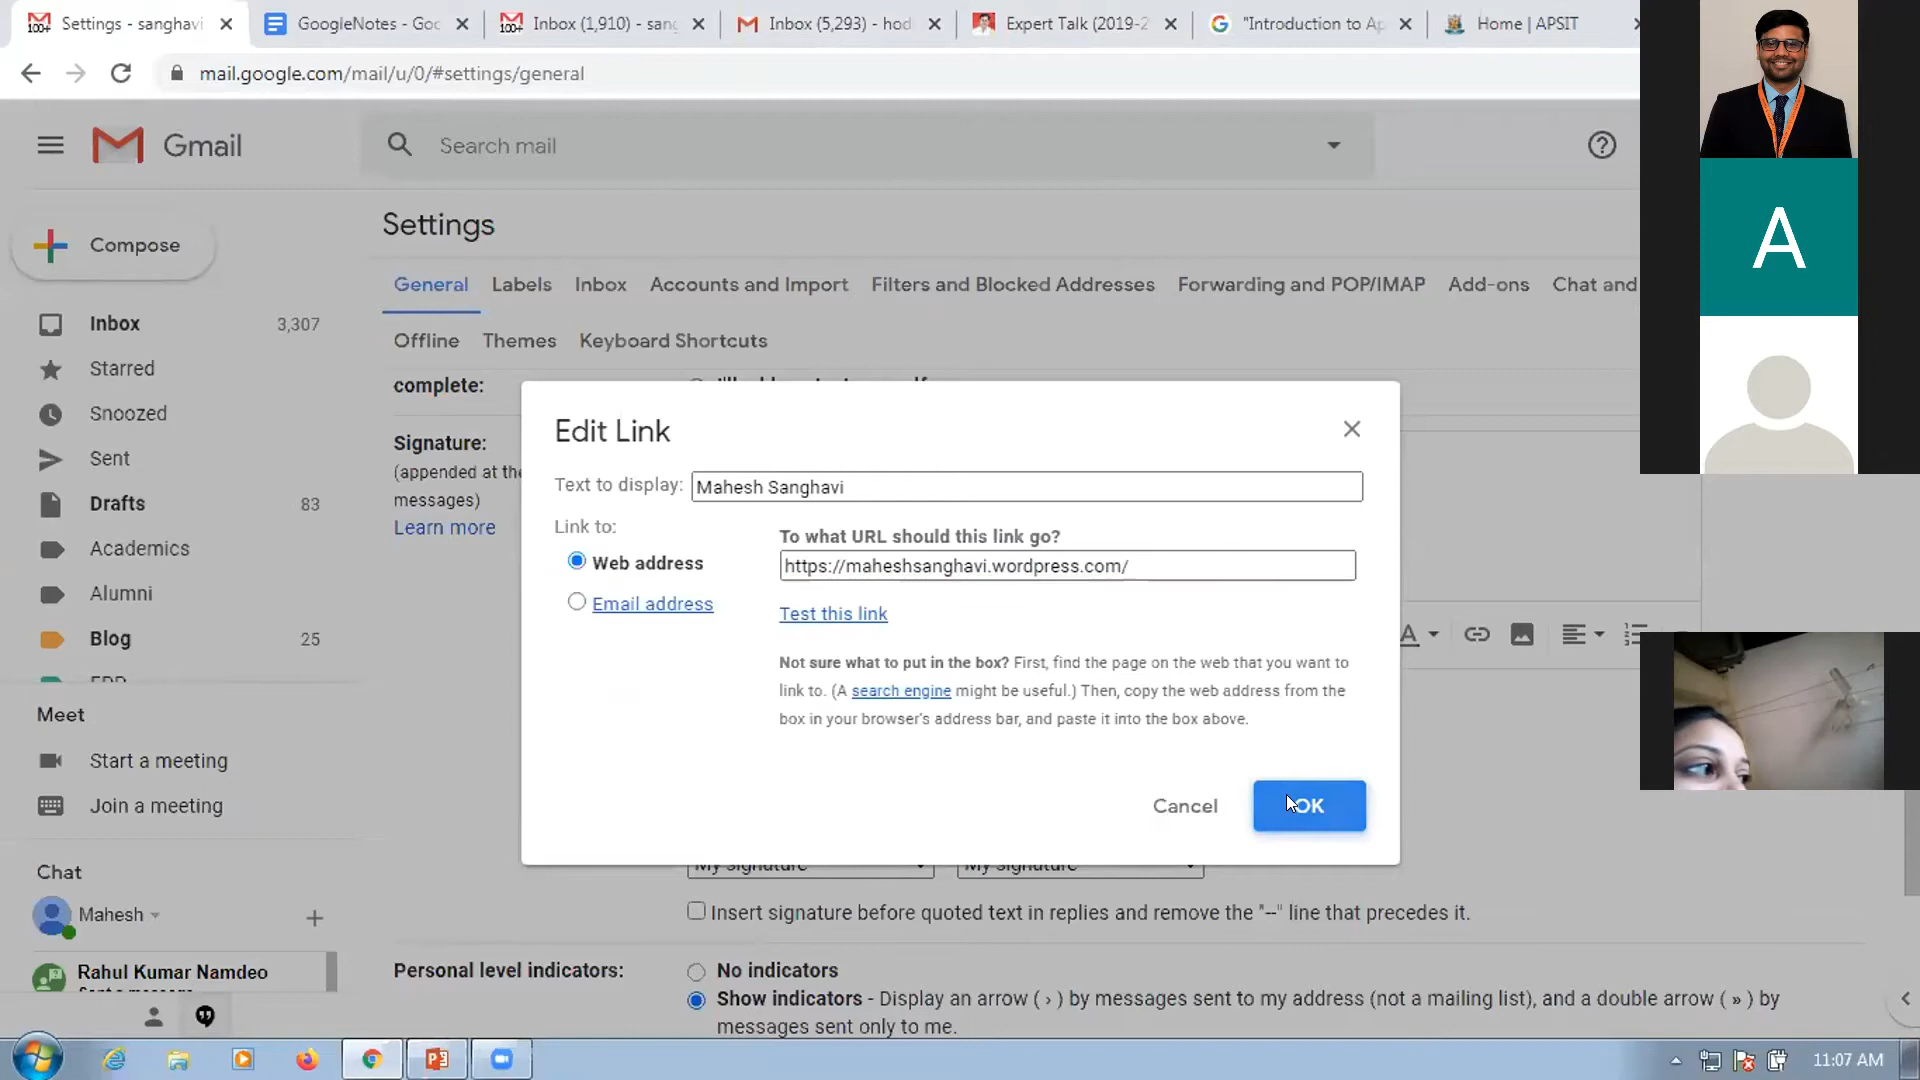 Settings - sanghavi
GoogleNotes - Goo
Inbox (1,910) - sang
Inbox (5,293) - hod
Expert Talk (2019-2
"Introduction to Ap
Home | APSIT
mail.google.com/mail/u/0/#settings/general
Gmail
Search mail
Settings
Compose
General Labels Inbox Accounts and Import Filters and Blocked Addresses Forwarding and POP/IMAP Add-ons Chat and
Offline Themes Keyboard Shortcuts
Inbox 3,307
Starred
Snoozed
Sent
Drafts 83
Academics
Alumni
Blog 25
Meet
Start a meeting
Join a meeting
Chat
Mahesh
Rahul Kumar Namdeo
complete:
Signature:
(appended at the
messages)
Learn more
Edit Link
Text to display: Mahesh Sanghavi
Link to:
Web address
Email address
To what URL should this link go?
https://maheshsanghavi.wordpress.com/
Test this link
Not sure what to put in the box? First, find the page on the web that you want to
link to. (A search engine might be useful.) Then, copy the web address from the
box in your browser's address bar, and paste it into the box above.
Cancel OK
My signature My signature
Insert signature before quoted text in replies and remove the "--" line that precedes it.
Personal level indicators: No indicators
Show indicators - Display an arrow ( › ) by messages sent to my address (not a mailing list), and a double arrow ( » ) by
messages sent only to me.
A
11:07 AM